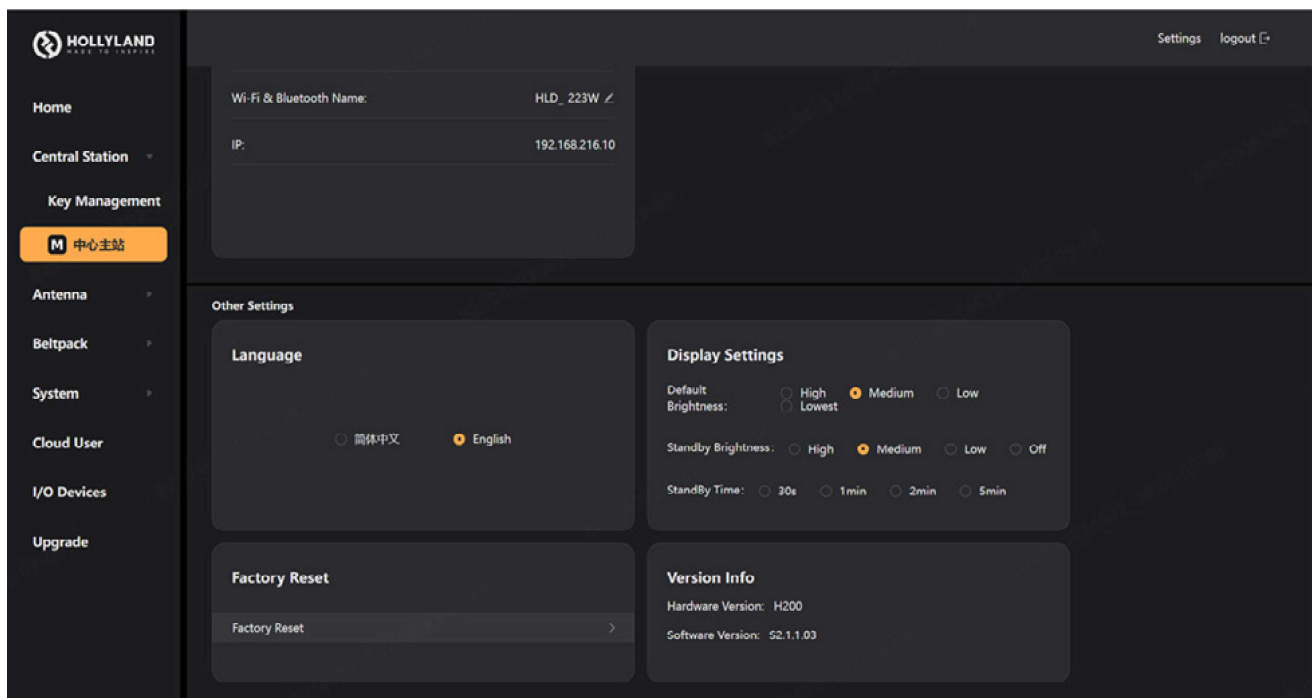 HOLLYLAND
MADE TO INSPIRE
Settings logout
Home
Central Station
Key Management
M 中心主站
Antenna
Beltpack
System
Cloud User
I/O Devices
Upgrade
Wi-Fi & Bluetooth Name: HLD_ 223W
IP: 192.168.216.10
Other Settings
Language
简体中文 English
Display Settings
Default Brightness: High Medium Low
Lowest
Standby Brightness: High Medium Low Off
StandBy Time: 30s 1min 2min 5min
Factory Reset
Factory Reset
Version Info
Hardware Version: H200
Software Version: S2.1.1.03